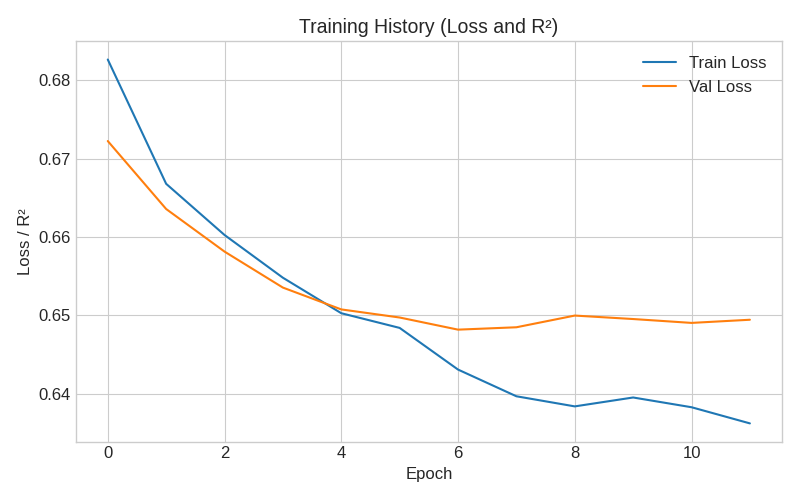 Training History (Loss and R²)
Train Loss
Val Loss
Loss / R²
0.68
0.67
0.66
0.65
0.64
0 2 4 6 8 10
Epoch